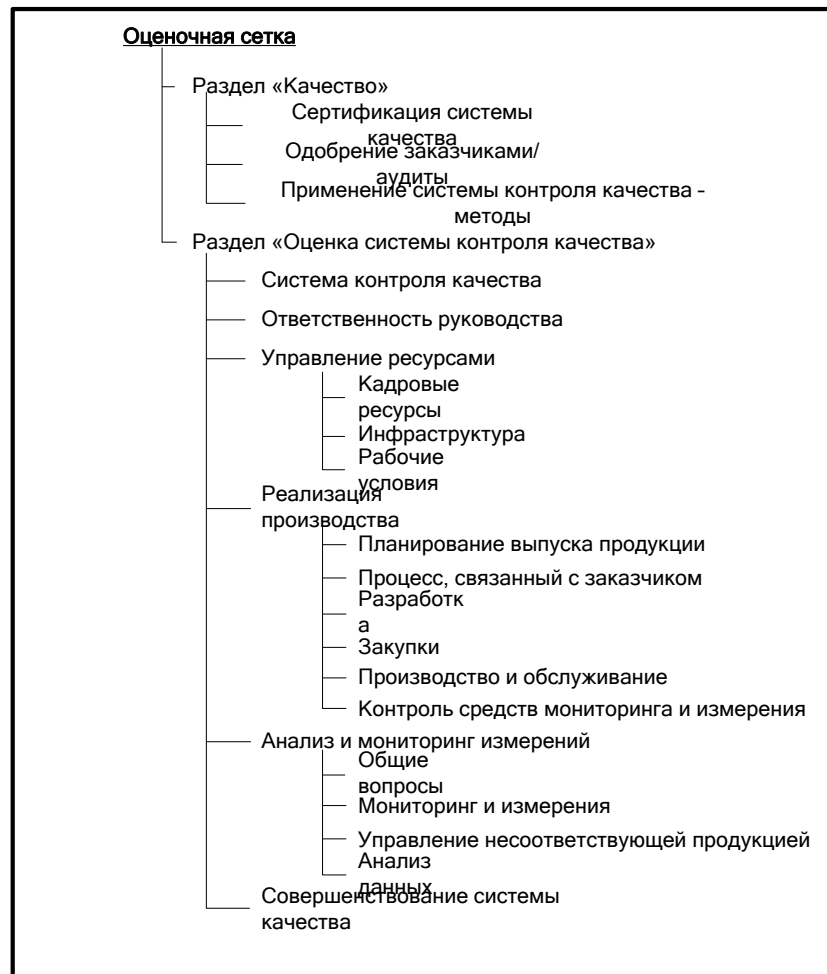 Оценочная сетка
Раздел «Качество»
Сертификация системы
качества
Одобрение заказчиками/
аудиты
Применение системы контроля качества -
методы
Раздел «Оценка системы контроля качества»
Система контроля качества
Ответственность руководства
Управление ресурсами
Кадровые
ресурсы
Инфраструктура
Рабочие
условия
Реализация
производства
Планирование выпуска продукции
Процесс, связанный с заказчиком
Разработк
а
Закупки
Производство и обслуживание
Контроль средств мониторинга и измерения
Анализ и мониторинг измерений
Общие
вопросы
Мониторинг и измерения
Управление несоответствующей продукцией
Анализ
данных
Совершенствование системы
качества